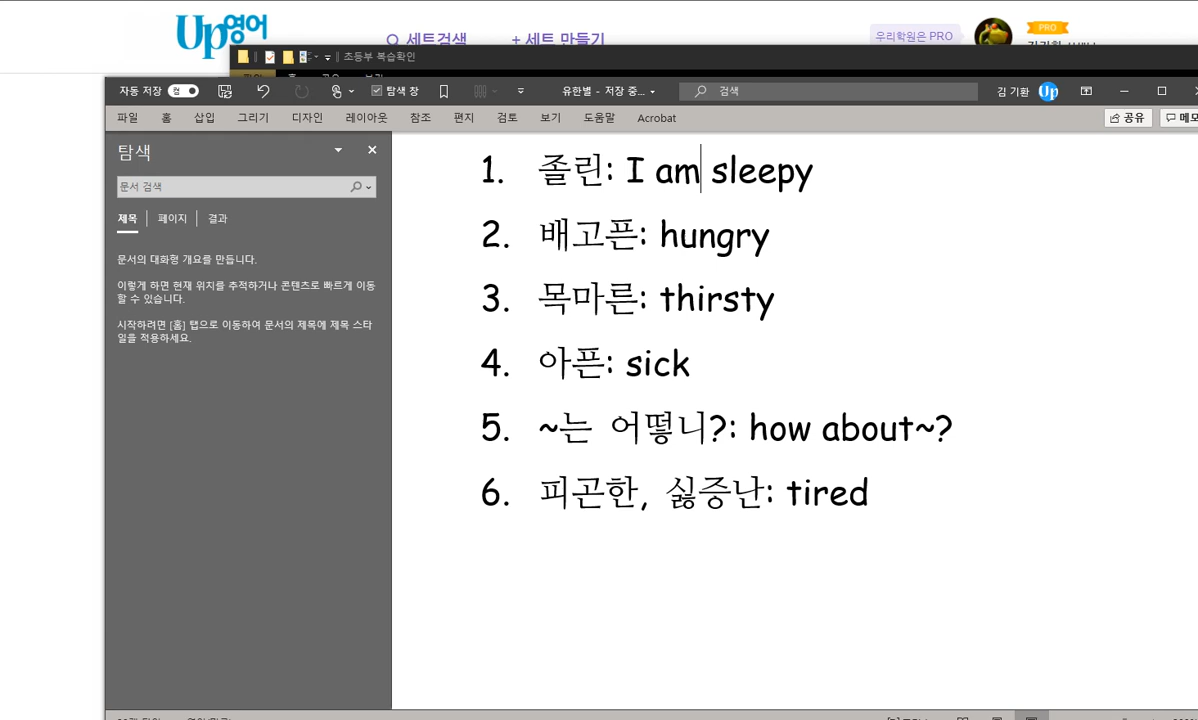 Up영어
세트검색
+ 세트 만들기
우리학원은 PRO
PRO
초등부 복습확인
자동 저장
탐색 창
유한별 - 저장 중...
검색
김 기환
Up
파일
홈
삽입
그리기
디자인
레이아웃
참조
편지
검토
보기
도움말
Acrobat
공유
메모
탐색
문서 검색
제목
페이지
결과
문서의 대화형 개요를 만듭니다.
이렇게 하면 현재 위치를 추적하거나 콘텐츠로 빠르게 이동
할 수 있습니다.
시작하려면 [홈] 탭으로 이동하여 문서의 제목에 제목 스타
일을 적용하세요.
1. 졸린: I am sleepy
2. 배고픈: hungry
3. 목마른: thirsty
4. 아픈: sick
5. ~는 어떻니?: how about~?
6. 피곤한, 싫증난: tired